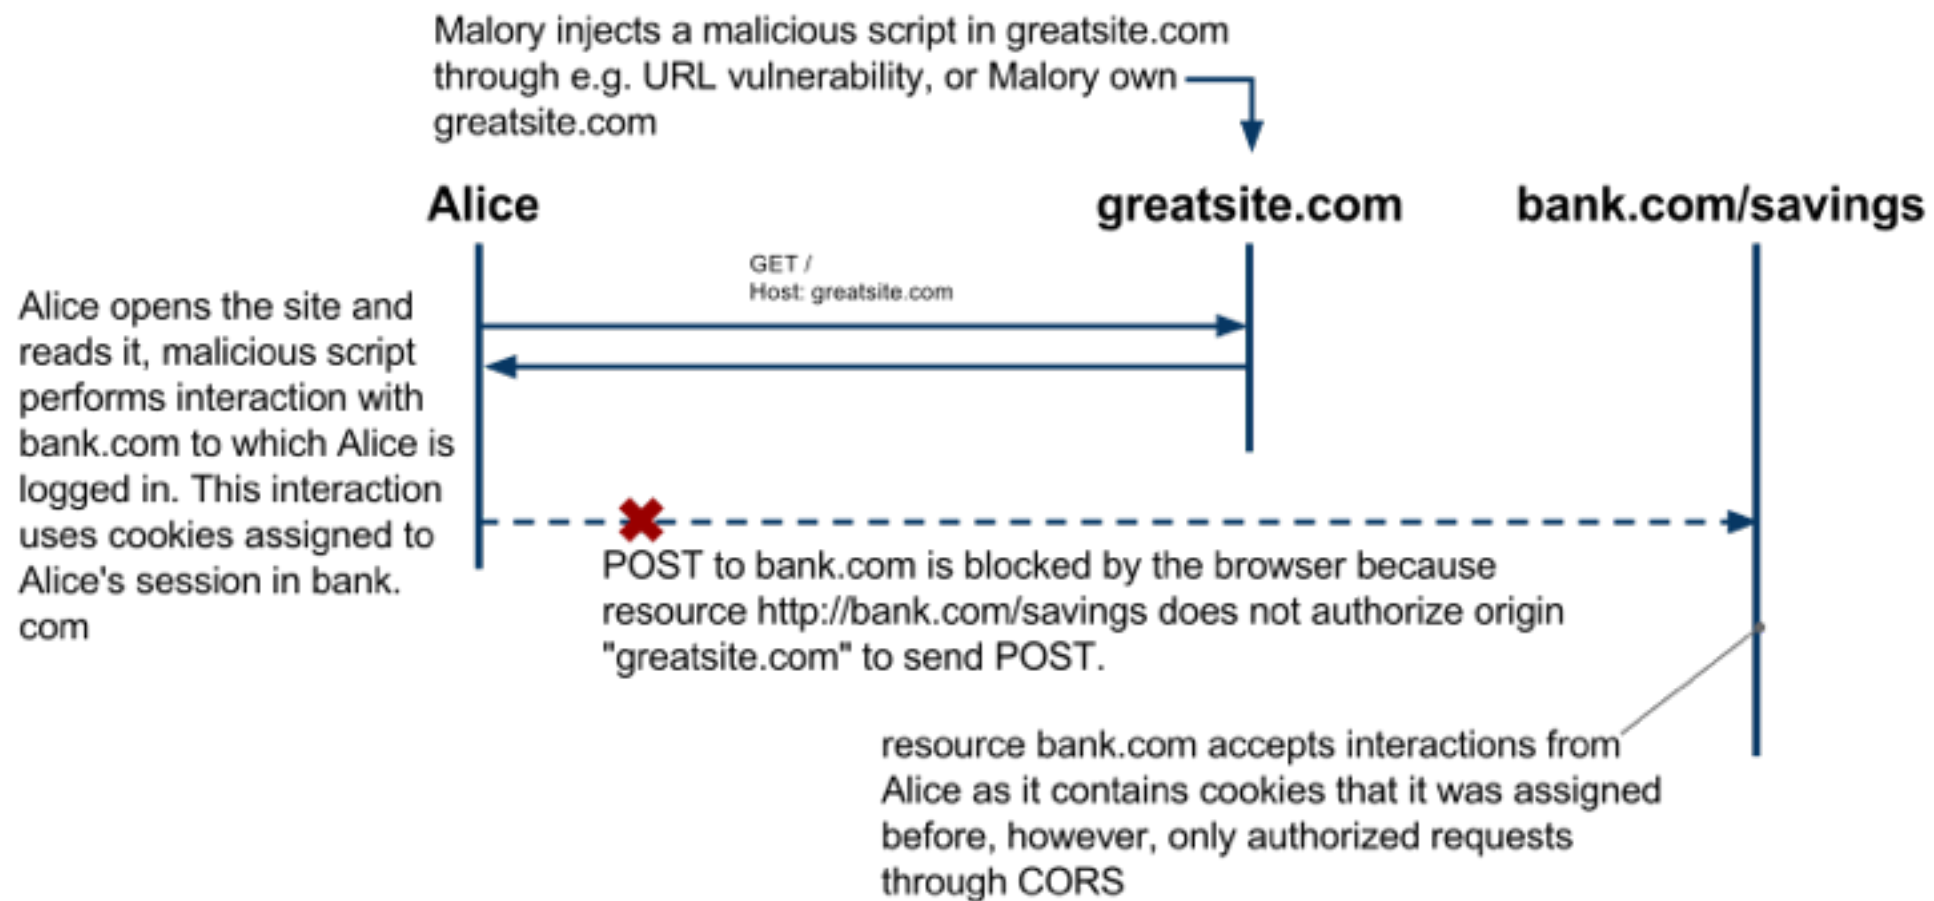 Malory injects a malicious script in greatsite.com
through e.g. URL vulnerability, or Malory own
greatsite.com
Alice
greatsite.com
bank.com/savings
GET /
Host: greatsite.com
Alice opens the site and
reads it, malicious script
performs interaction with
bank.com to which Alice is
logged in. This interaction
uses cookies assigned to
Alice's session in bank.
com
POST to bank.com is blocked by the browser because
resource http://bank.com/savings does not authorize origin
"greatsite.com" to send POST.
resource bank.com accepts interactions from
Alice as it contains cookies that it was assigned
before, however, only authorized requests
through CORS